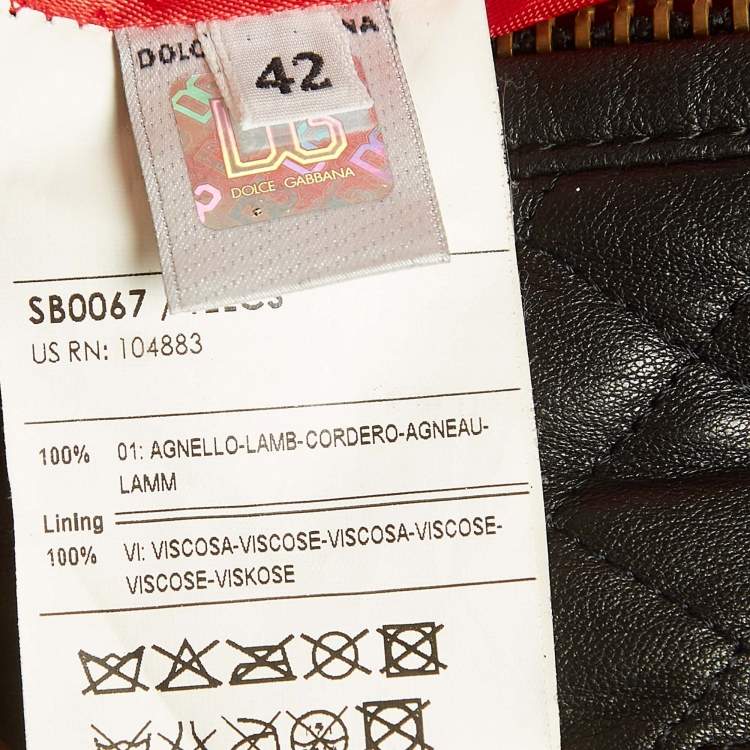 42
DG
DOLCE GABBANA
SB0067 /
US RN: 104883
100% 01: AGNELLO-LAMB-CORDERO-AGNEAU-
LAMM
Lining
100% VI: VISCOSA-VISCOSE-VISCOSA-VISCOSE-
VISCOSE-VISKOSE